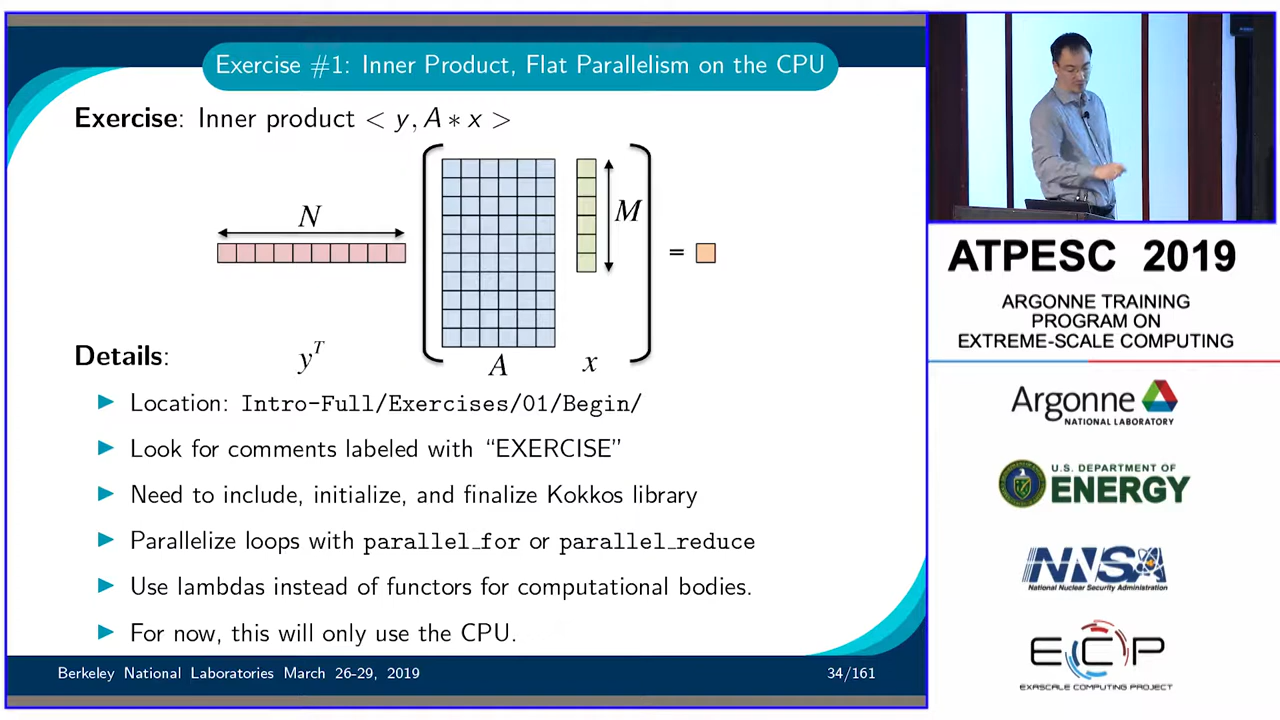 Exercise #1: Inner Product, Flat Parallelism on the CPU
Exercise: Inner product < y, A ∗ x >
N
M
=
Details:
y^T
A
x
Location: Intro-Full/Exercises/01/Begin/
Look for comments labeled with “EXERCISE”
Need to include, initialize, and finalize Kokkos library
Parallelize loops with parallel_for or parallel_reduce
Use lambdas instead of functors for computational bodies.
For now, this will only use the CPU.
Berkeley National Laboratories March 26-29, 2019
34/161
ATPESC 2019
ARGONNE TRAINING
PROGRAM ON
EXTREME-SCALE COMPUTING
Argonne
NATIONAL LABORATORY
U.S. DEPARTMENT OF
ENERGY
NNSA
National Nuclear Security Administration
ECP
EXASCALE COMPUTING PROJECT